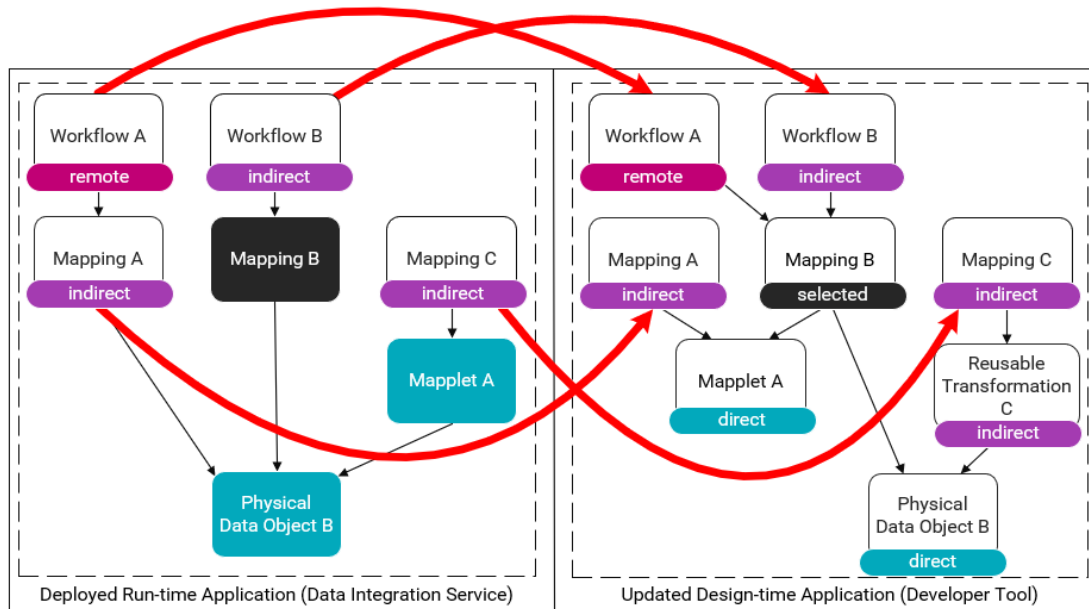 Workflow A
remote
Workflow B
indirect
Mapping A
indirect
Mapping B
Mapping C
indirect
Mapplet A
Physical
Data Object B
Deployed Run-time Application (Data Integration Service)
Workflow A
remote
Workflow B
indirect
Mapping A
indirect
Mapping B
selected
Mapping C
indirect
Mapplet A
direct
Reusable
Transformation
C
indirect
Physical
Data Object B
direct
Updated Design-time Application (Developer Tool)